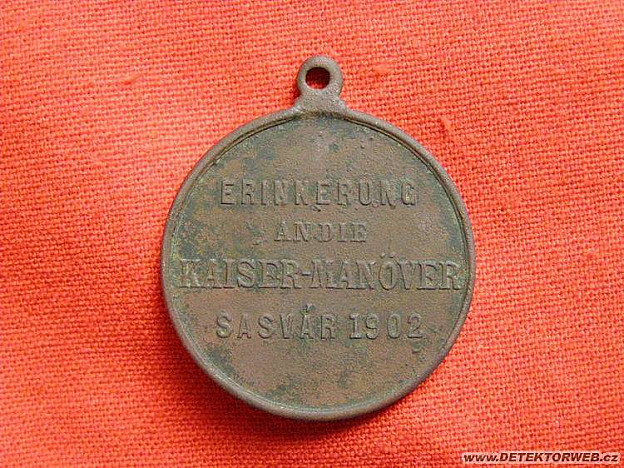 ERINNERUNG
AN DIE
KAISER-MANÖVER
SASVÁR 1902
www.DETEKTORWEB.cz